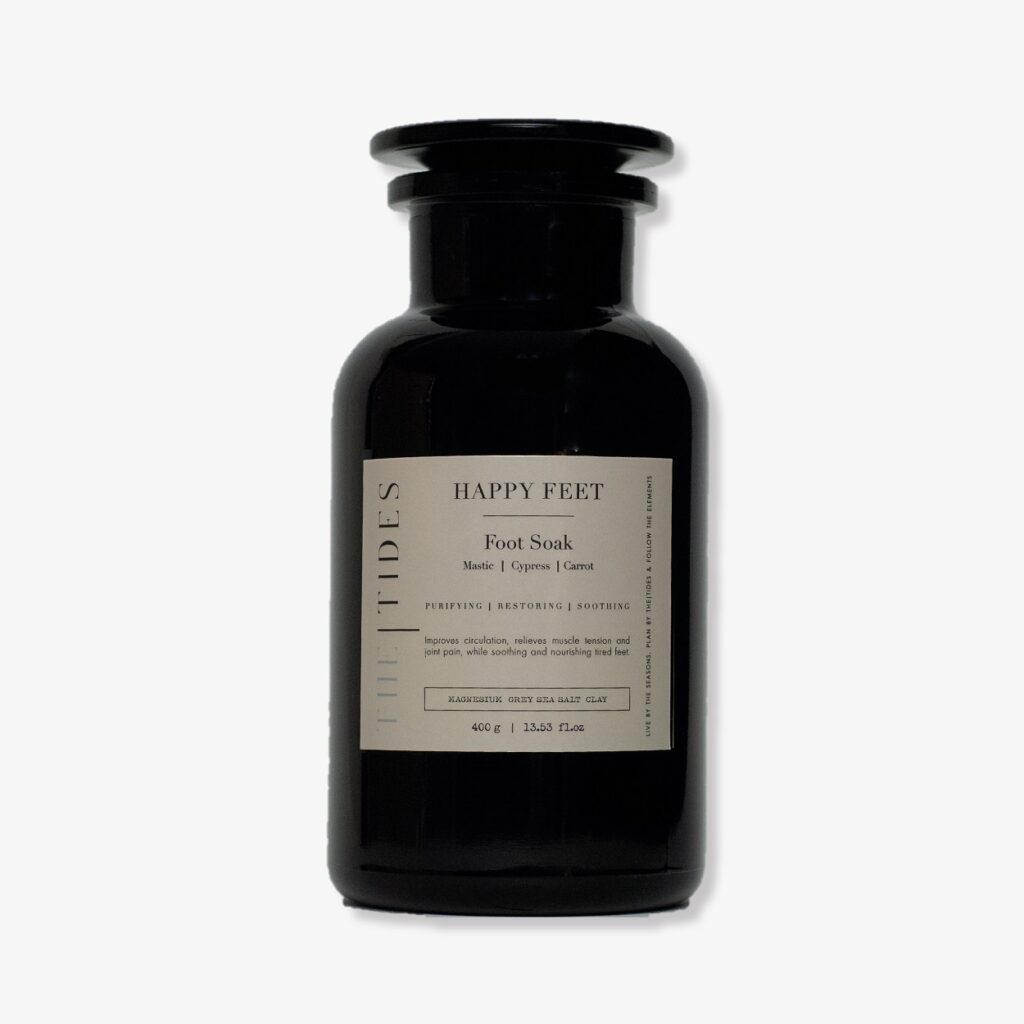 THE|TIDES
HAPPY FEET
Foot Soak
Mastic | Cypress | Carrot
PURIFYING | RESTORING | SOOTHING
Improves circulation, relieves muscle tension and
joint pain, while soothing and nourishing tired feet.
MAGNESIUM GREY SEA SALT CLAY
400 g | 13.53 fl.oz
LIVE BY THE SEASONS, PLAN BY THE|TIDES & FOLLOW THE ELEMENTS